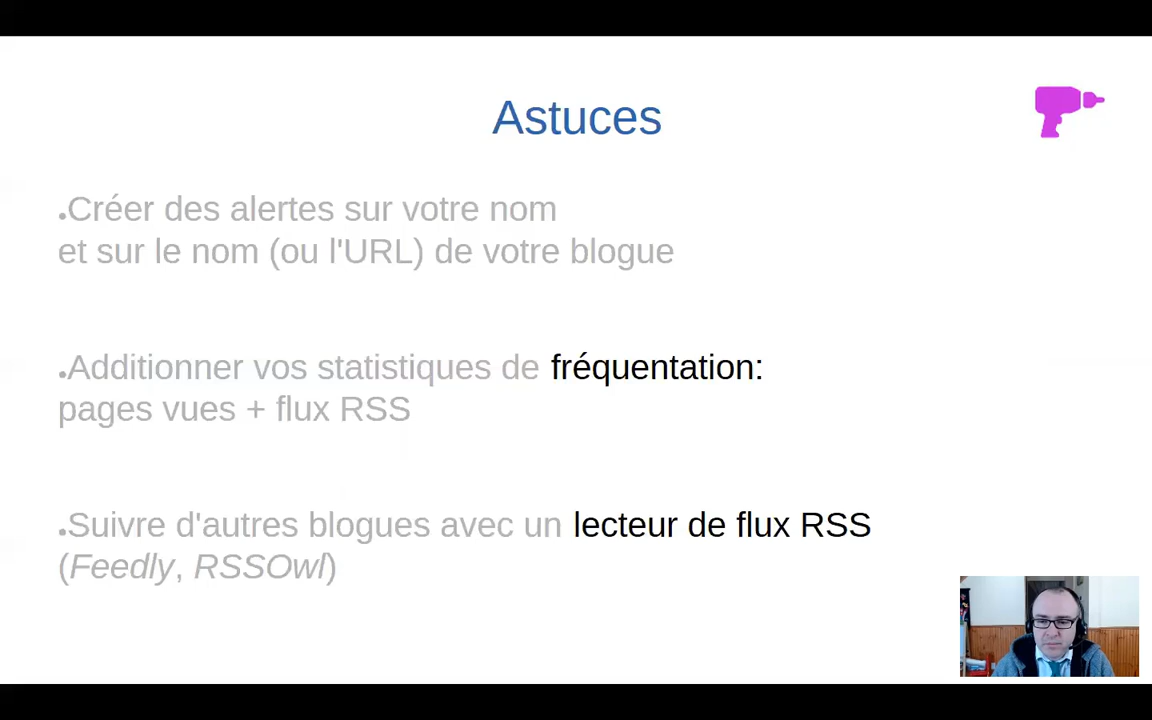 Astuces
●Créer des alertes sur votre nom
et sur le nom (ou l'URL) de votre blogue
●Additionner vos statistiques de fréquentation:
pages vues + flux RSS
●Suivre d'autres blogues avec un lecteur de flux RSS
(Feedly, RSSOwl)